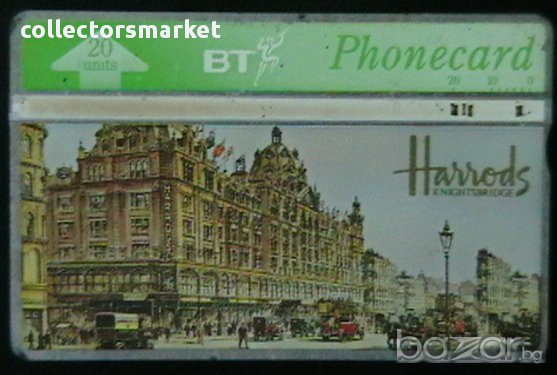 collectorsmarket
20
units
BT
Phonecard
20 10 0
Harrods
KNIGHTSBRIDGE
bazar.bg